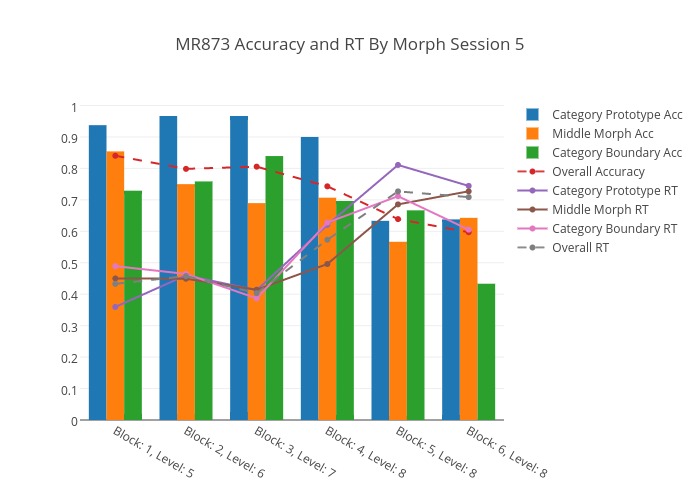 MR873 Accuracy and RT By Morph Session 5
1
0.9
0.8
0.7
0.6
0.5
0.4
0.3
0.2
0.1
0
Block: 1, Level: 5
Block: 2, Level: 6
Block: 3, Level: 7
Block: 4, Level: 8
Block: 5, Level: 8
Block: 6, Level: 8
Category Prototype Acc
Middle Morph Acc
Category Boundary Acc
Overall Accuracy
Category Prototype RT
Middle Morph RT
Category Boundary RT
Overall RT